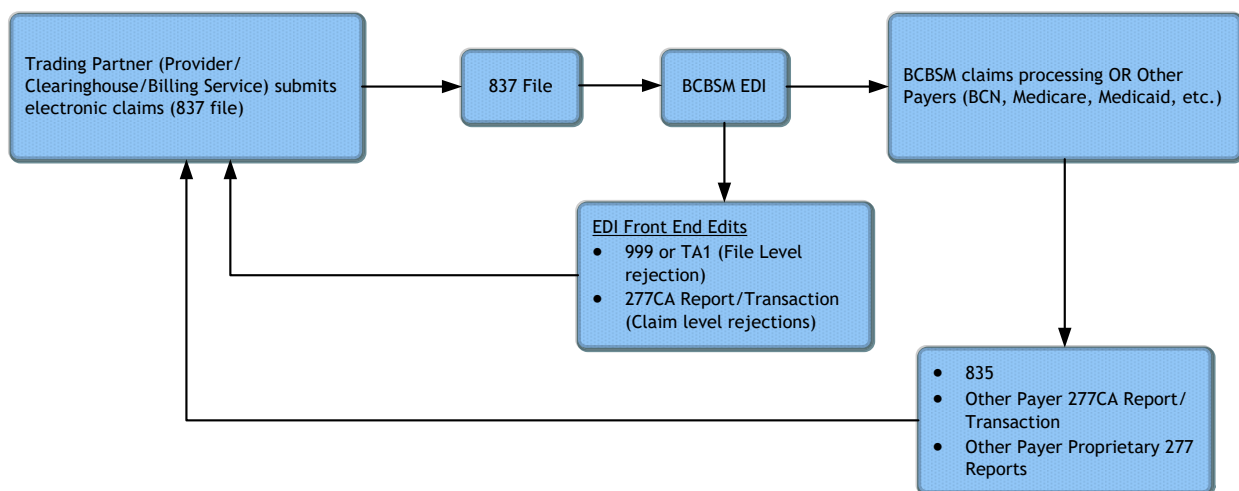 Trading Partner (Provider/
Clearinghouse/Billing Service) submits
electronic claims (837 file)
837 File
BCBSM EDI
BCBSM claims processing OR Other
Payers (BCN, Medicare, Medicaid, etc.)
EDI Front End Edits
● 999 or TA1 (File Level
rejection)
● 277CA Report/Transaction
(Claim level rejections)
● 835
● Other Payer 277CA Report/
Transaction
● Other Payer Proprietary 277
Reports